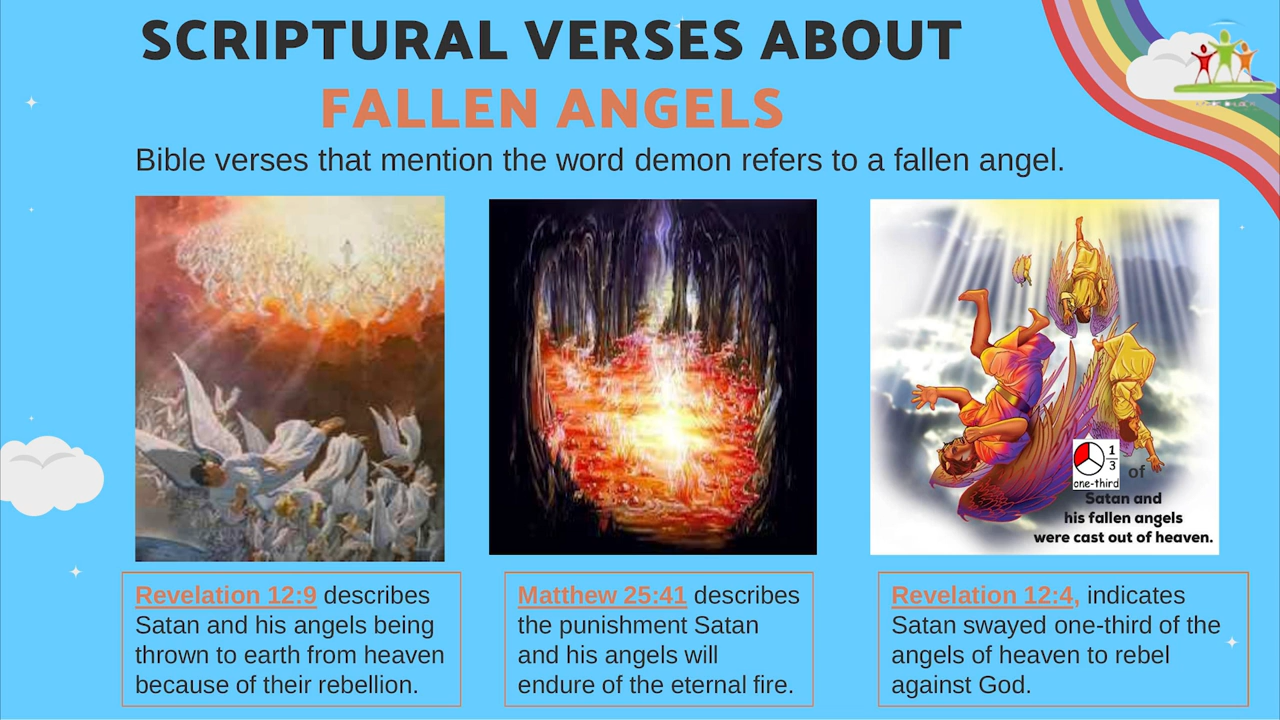 SCRIPTURAL VERSES ABOUT
FALLEN ANGELS
Bible verses that mention the word demon refers to a fallen angel.
1
3
one-third
of
Satan and
his fallen angels
were cast out of heaven.
Revelation 12:9 describes
Satan and his angels being
thrown to earth from heaven
because of their rebellion.
Matthew 25:41 describes
the punishment Satan
and his angels will
endure of the eternal fire.
Revelation 12:4, indicates
Satan swayed one-third of the
angels of heaven to rebel
against God.